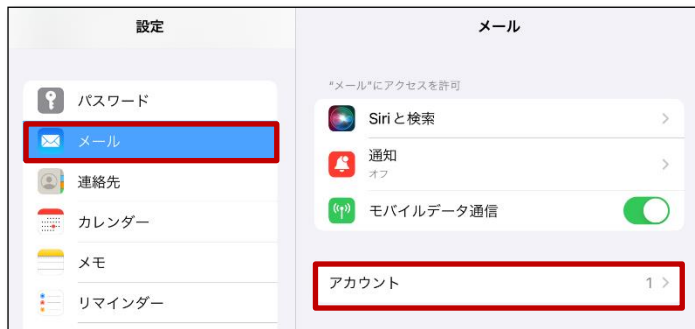 設定
パスワード
メール
連絡先
カレンダー
メモ
リマインダー
メール
"メール"にアクセスを許可
Siriと検索
通知
オフ
モバイルデータ通信
アカウント 1